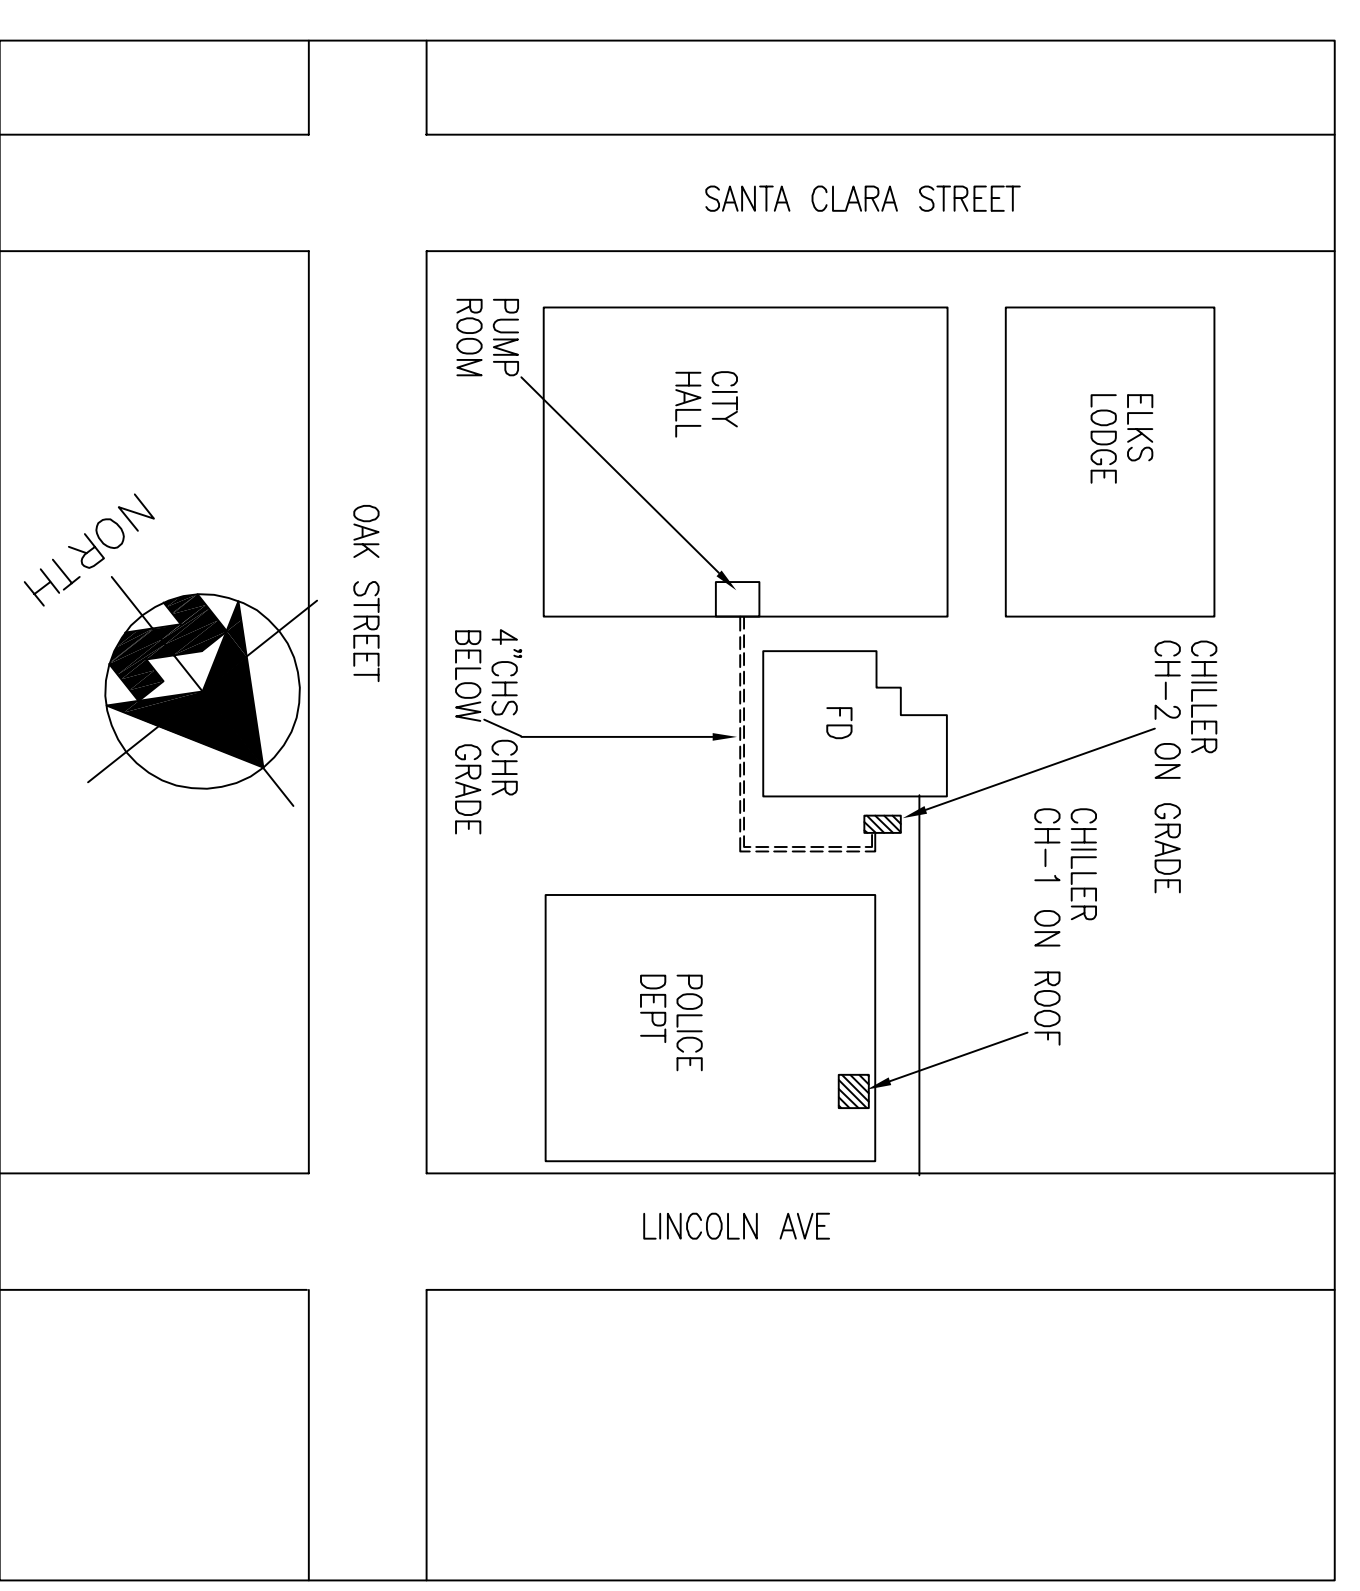 SANTA CLARA STREET
ELKS
LODGE
CITY
HALL
PUMP
ROOM
OAK STREET
NORTH
4"CHS/CHR
BELOW GRADE
FD
CHILLER
CH-2 ON GRADE
CHILLER
CH-1 ON ROOF
POLICE
DEPT
LINCOLN AVE